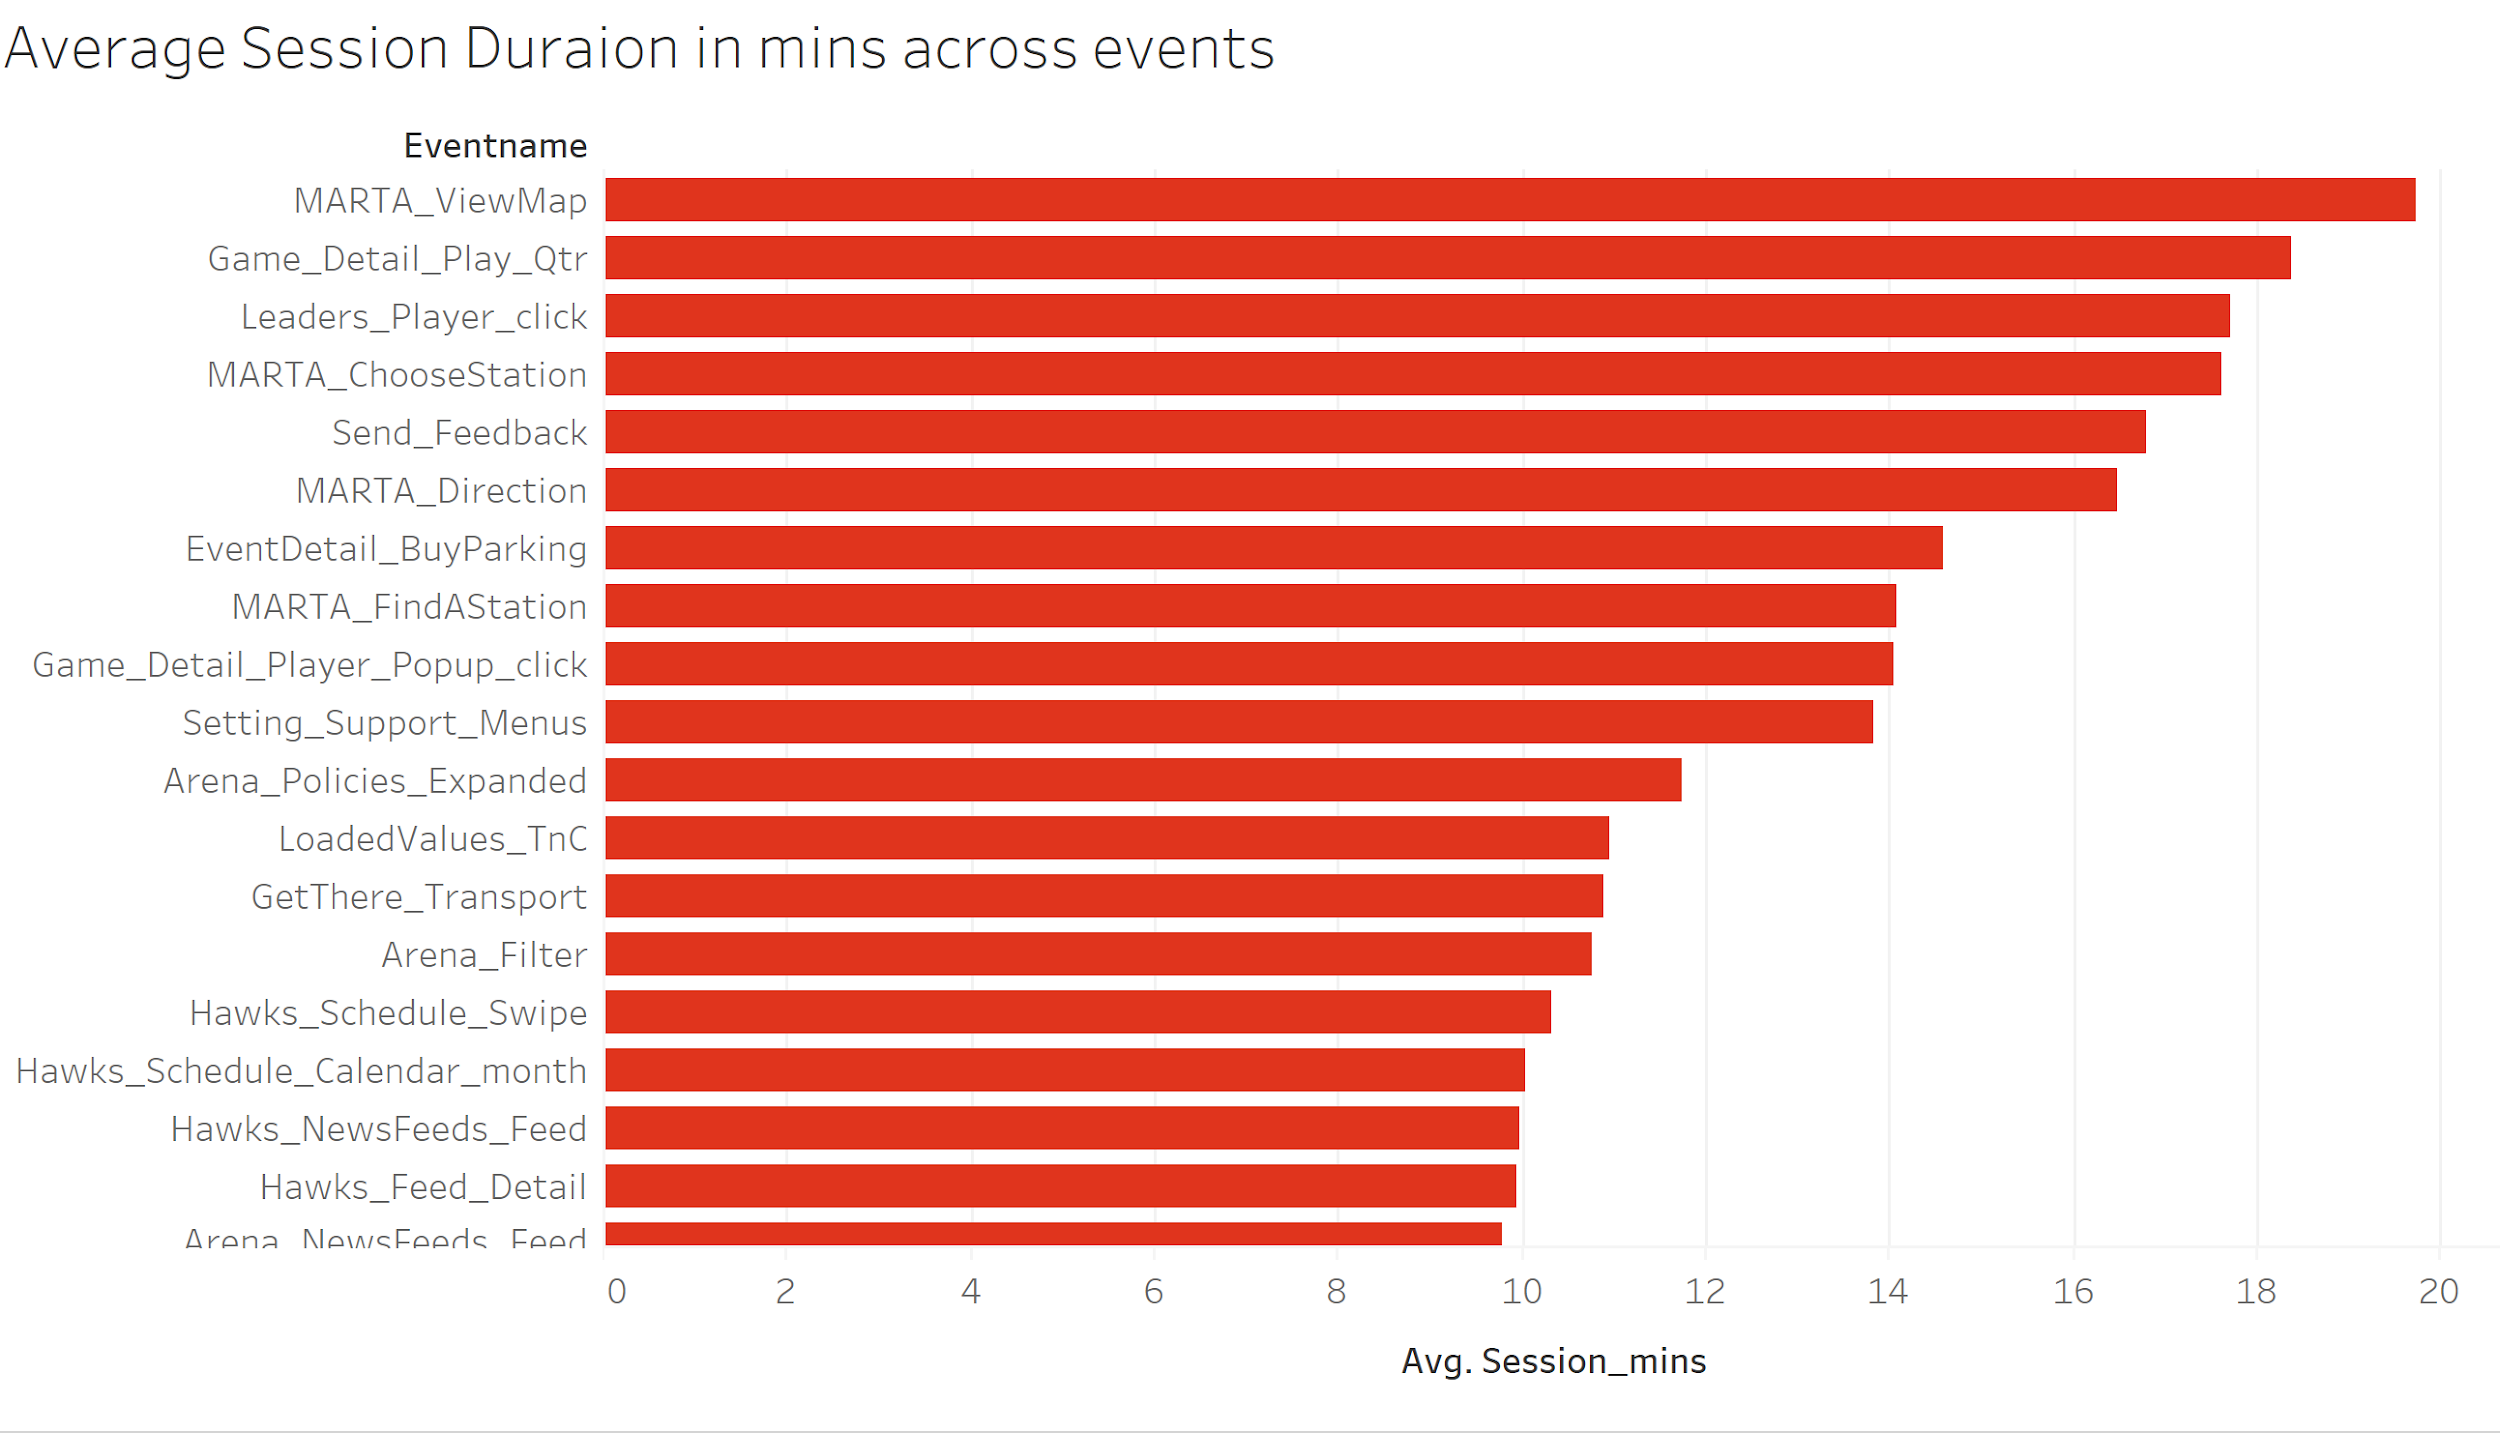 Average Session Duraion in mins across events
Eventname
MARTA_ViewMap
Game_Detail_Play_Qtr
Leaders_Player_click
MARTA_ChooseStation
Send_Feedback
MARTA_Direction
EventDetail_BuyParking
MARTA_FindAStation
Game_Detail_Player_Popup_click
Setting_Support_Menus
Arena_Policies_Expanded
LoadedValues_TnC
GetThere_Transport
Arena_Filter
Hawks_Schedule_Swipe
Hawks_Schedule_Calendar_month
Hawks_NewsFeeds_Feed
Hawks_Feed_Detail
Arena_NewsFeeds_Feed
0 2 4 6 8 10 12 14 16 18 20
Avg. Session_mins